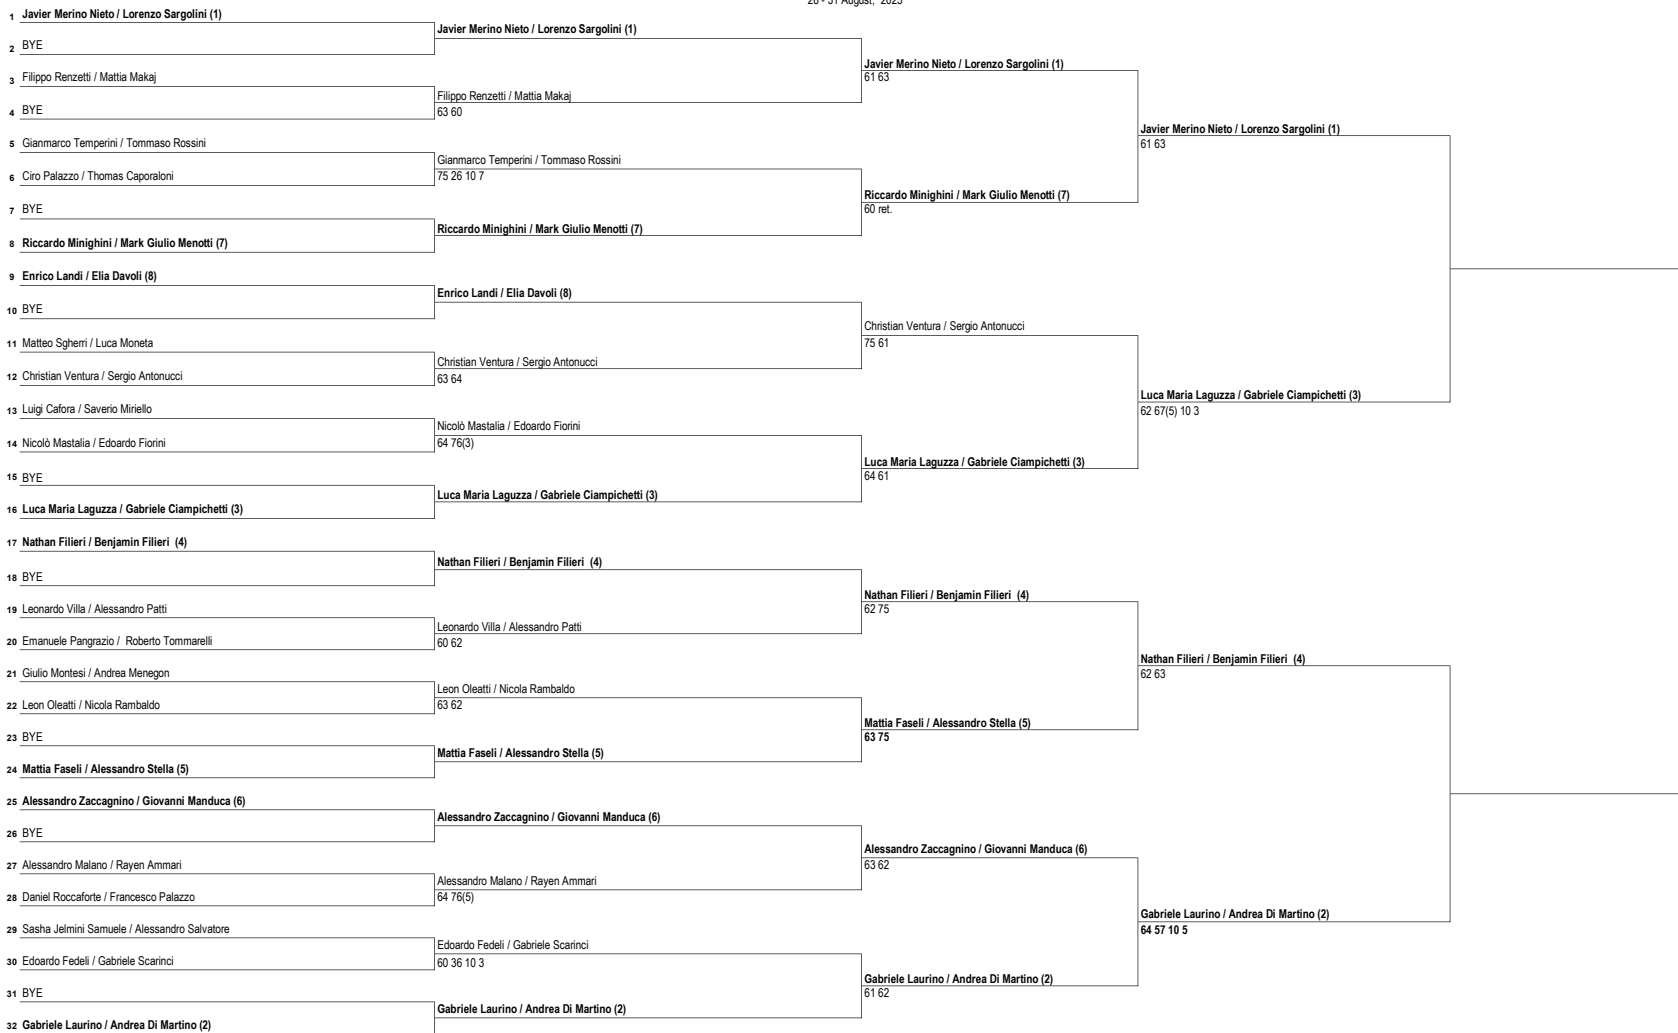 26 - 31 August, 2025
1 Javier Merino Nieto / Lorenzo Sargolini (1)
Javier Merino Nieto / Lorenzo Sargolini (1)
2 BYE
Javier Merino Nieto / Lorenzo Sargolini (1)
61 63
3 Filippo Renzetti / Mattia Makaj
Filippo Renzetti / Mattia Makaj
63 60
4 BYE
Javier Merino Nieto / Lorenzo Sargolini (1)
61 63
5 Gianmarco Temperini / Tommaso Rossini
Gianmarco Temperini / Tommaso Rossini
75 26 10 7
6 Ciro Palazzo / Thomas Caporaloni
Riccardo Minighini / Mark Giulio Menotti (7)
60 ret.
7 BYE
Riccardo Minighini / Mark Giulio Menotti (7)
8 Riccardo Minighini / Mark Giulio Menotti (7)
9 Enrico Landi / Elia Davoli (8)
Enrico Landi / Elia Davoli (8)
10 BYE
Christian Ventura / Sergio Antonucci
75 61
11 Matteo Sgherri / Luca Moneta
Christian Ventura / Sergio Antonucci
63 64
12 Christian Ventura / Sergio Antonucci
Luca Maria Laguzza / Gabriele Ciampichetti (3)
62 67(5) 10 3
13 Luigi Cafora / Saverio Miriello
Nicolò Mastalia / Edoardo Fiorini
64 76(3)
14 Nicolò Mastalia / Edoardo Fiorini
Luca Maria Laguzza / Gabriele Ciampichetti (3)
64 61
15 BYE
Luca Maria Laguzza / Gabriele Ciampichetti (3)
16 Luca Maria Laguzza / Gabriele Ciampichetti (3)
17 Nathan Filieri / Benjamin Filieri (4)
Nathan Filieri / Benjamin Filieri (4)
18 BYE
Nathan Filieri / Benjamin Filieri (4)
62 75
19 Leonardo Villa / Alessandro Patti
Leonardo Villa / Alessandro Patti
60 62
20 Emanuele Pangrazio / Roberto Tommarelli
Nathan Filieri / Benjamin Filieri (4)
62 63
21 Giulio Montesi / Andrea Menegon
Leon Oleatti / Nicola Rambaldo
63 62
22 Leon Oleatti / Nicola Rambaldo
Mattia Faseli / Alessandro Stella (5)
63 75
23 BYE
Mattia Faseli / Alessandro Stella (5)
24 Mattia Faseli / Alessandro Stella (5)
25 Alessandro Zaccagnino / Giovanni Manduca (6)
Alessandro Zaccagnino / Giovanni Manduca (6)
26 BYE
Alessandro Zaccagnino / Giovanni Manduca (6)
63 62
27 Alessandro Malano / Rayen Ammari
Alessandro Malano / Rayen Ammari
64 76(5)
28 Daniel Roccaforte / Francesco Palazzo
Gabriele Laurino / Andrea Di Martino (2)
64 57 10 5
29 Sasha Jelmini Samuele / Alessandro Salvatore
Edoardo Fedeli / Gabriele Scarinci
60 36 10 3
30 Edoardo Fedeli / Gabriele Scarinci
Gabriele Laurino / Andrea Di Martino (2)
61 62
31 BYE
Gabriele Laurino / Andrea Di Martino (2)
32 Gabriele Laurino / Andrea Di Martino (2)